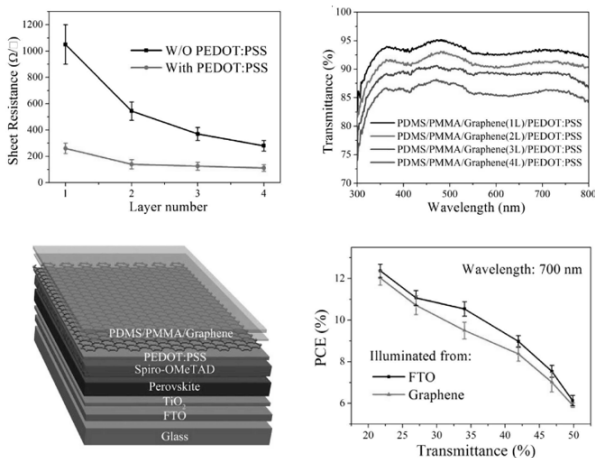 1200
1000
800
600
400
200
0
Sheet Resistance (Ω/□)
W/O PEDOT:PSS
With PEDOT:PSS
1 2 3 4
Layer number
100
95
90
85
80
75
70
Transmittance (%)
PDMS/PMMA/Graphene(1L)/PEDOT:PSS
PDMS/PMMA/Graphene(2L)/PEDOT:PSS
PDMS/PMMA/Graphene(3L)/PEDOT:PSS
PDMS/PMMA/Graphene(4L)/PEDOT:PSS
300 400 500 600 700 800
Wavelength (nm)
PDMS/PMMA/Graphene
PEDOT:PSS
Spiro-OMeTAD
Perovskite
TiO₂
FTO
Glass
12
10
8
6
PCE (%)
Wavelength: 700 nm
Illuminated from:
FTO
Graphene
20 25 30 35 40 45 50
Transmittance (%)